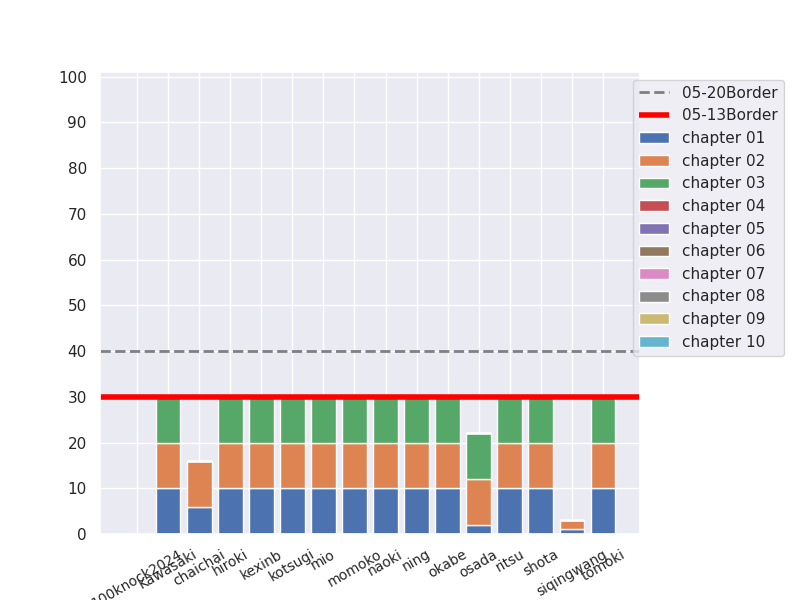 100
90
80
70
60
50
40
30
20
10
0
05-20Border
05-13Border
chapter 01
chapter 02
chapter 03
chapter 04
chapter 05
chapter 06
chapter 07
chapter 08
chapter 09
chapter 10
100knock2024
kawasaki
chaichai
hiroki
kexinb
kotsugi
mio
momoko
naoki
ning
okabe
osada
ritsu
shota
siqingwang
tomoki